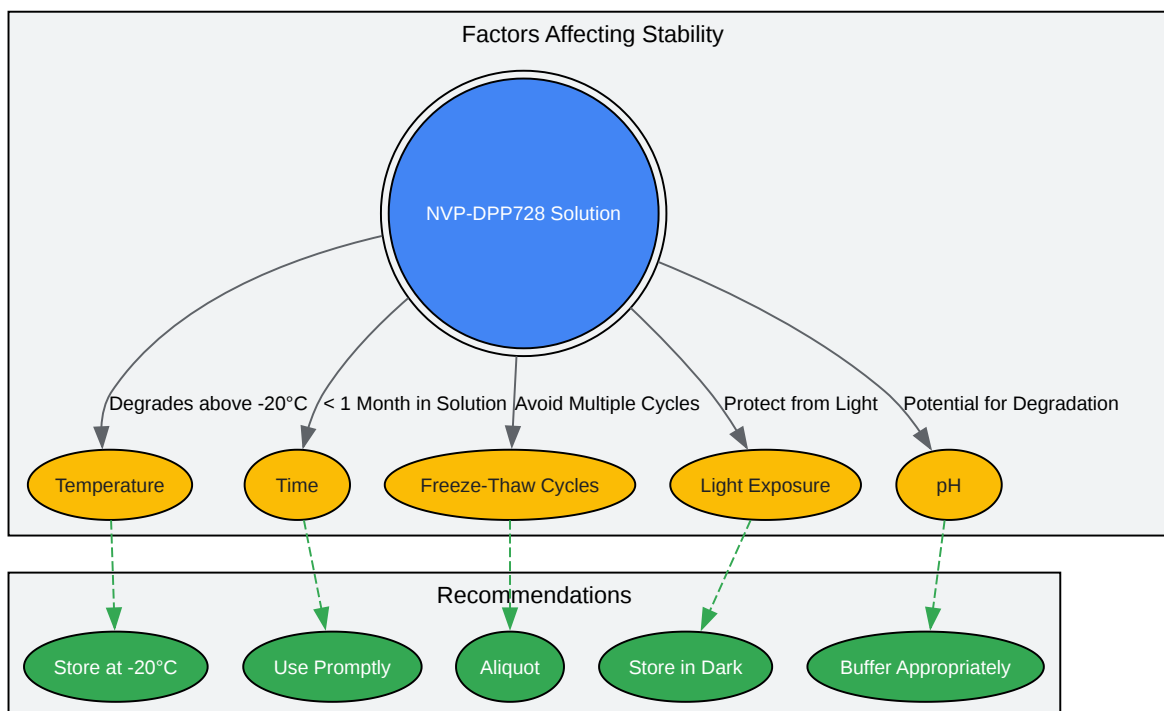 Factors Affecting Stability
NVP-DPP728 Solution
Degrades above -20°C
< 1 Month in Solution
Avoid Multiple Cycles
Protect from Light
Potential for Degradation
Temperature
Time
Freeze-Thaw Cycles
Light Exposure
pH
Recommendations
Store at -20°C
Use Promptly
Aliquot
Store in Dark
Buffer Appropriately